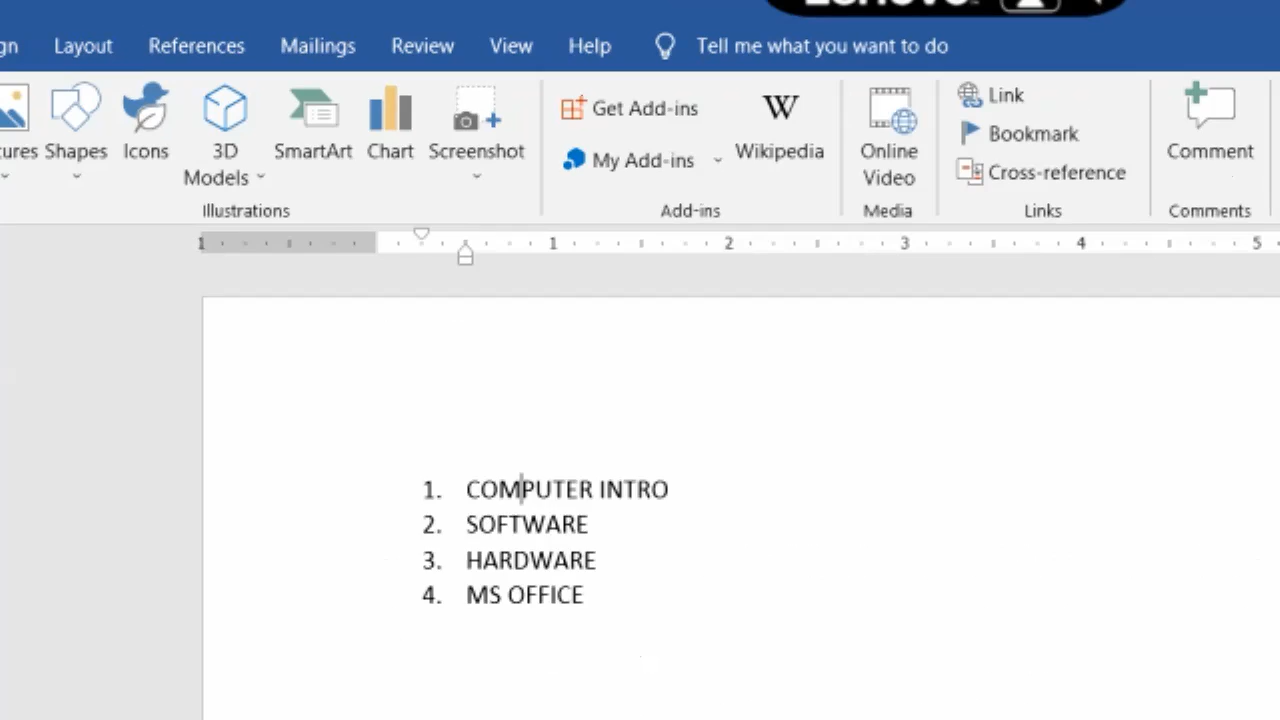 Layout References Mailings Review View Help Tell me what you want to do
Shapes Icons 3D Models SmartArt Chart Screenshot
Illustrations
Get Add-ins
My Add-ins
Wikipedia
Add-ins
Online Video
Media
Link
Bookmark
Cross-reference
Links
Comment
Comments
1 1 2 3 4 5
1. COMPUTER INTRO
2. SOFTWARE
3. HARDWARE
4. MS OFFICE